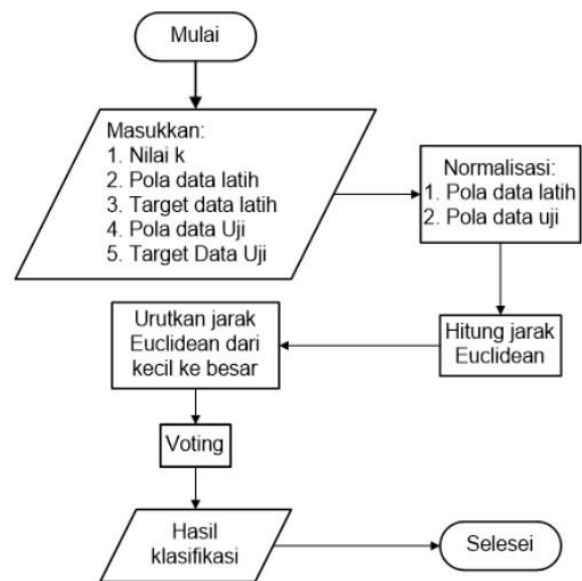 Mulai
Masukkan:
1. Nilai k
2. Pola data latih
3. Target data latih
4. Pola data Uji
5. Target Data Uji
Normalisasi:
1. Pola data latih
2. Pola data uji
Hitung jarak
Euclidean
Urutkan jarak
Euclidean dari
kecil ke besar
Voting
Hasil
klasifikasi
Selesei